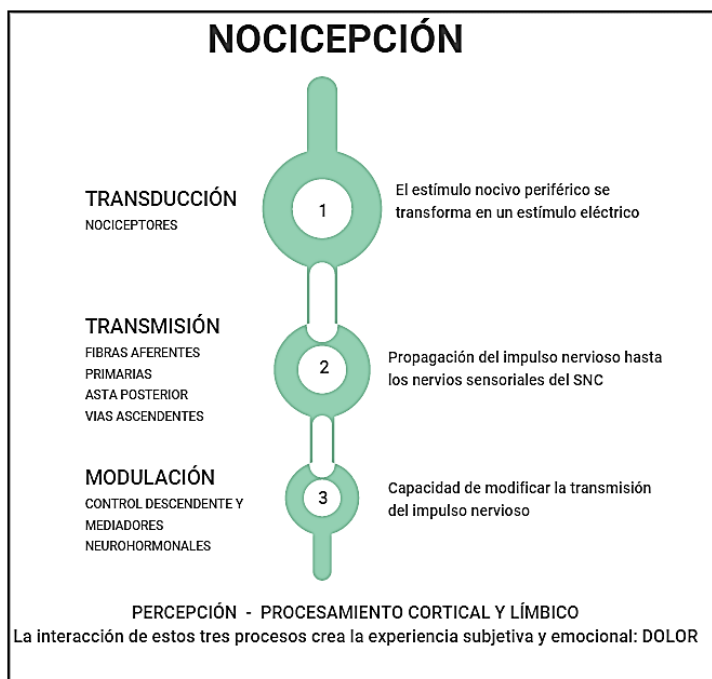 NOCICEPCIÓN
TRANSDUCCIÓN
NOCICEPTORES
1
El estímulo nocivo periférico se
transforma en un estímulo eléctrico
TRANSMISIÓN
FIBRAS AFERENTES
PRIMARIAS
ASTA POSTERIOR
VIAS ASCENDENTES
2
Propagación del impulso nervioso hasta
los nervios sensoriales del SNC
MODULACIÓN
CONTROL DESCENDENTE Y
MEDIADORES
NEUROHORMONALES
3
Capacidad de modificar la transmisión
del impulso nervioso
PERCEPCIÓN - PROCESAMIENTO CORTICAL Y LÍMBICO
La interacción de estos tres procesos crea la experiencia subjetiva y emocional: DOLOR